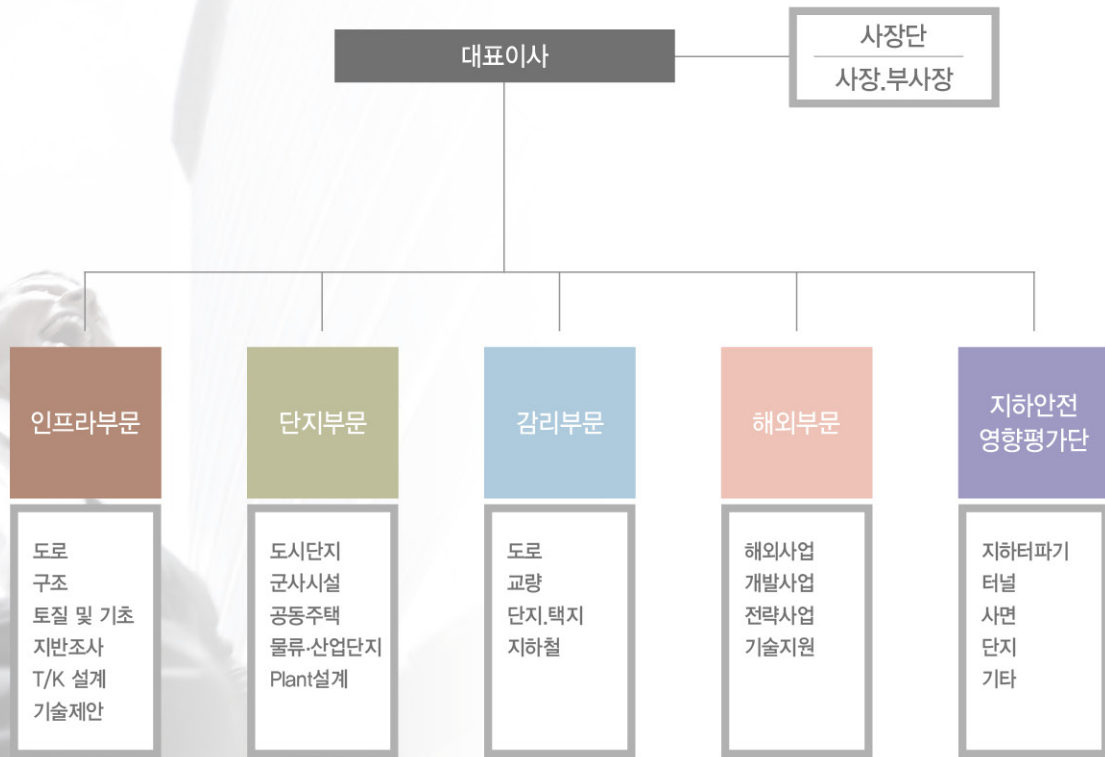 대표이사
사장단
사장.부사장
인프라부문
단지부문
감리부문
해외부문
지하안전
영향평가단
도로
구조
토질 및 기초
지반조사
T/K 설계
기술제안
도시단지
군사시설
공동주택
물류·산업단지
Plant설계
도로
교량
단지.택지
지하철
해외사업
개발사업
전략사업
기술지원
지하터파기
터널
사면
단지
기타